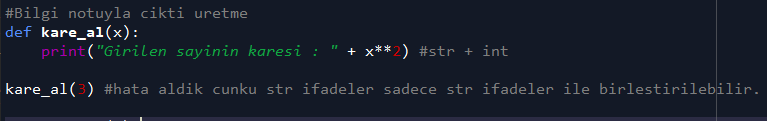 #Bilgi notuyla cikti uretme
def kare_al(x):
    print("Girilen sayinin karesi : " + x**2) #str + int
kare_al(3) #hata aldik cunku str ifadeler sadece str ifadeler ile birlestirilebilir.